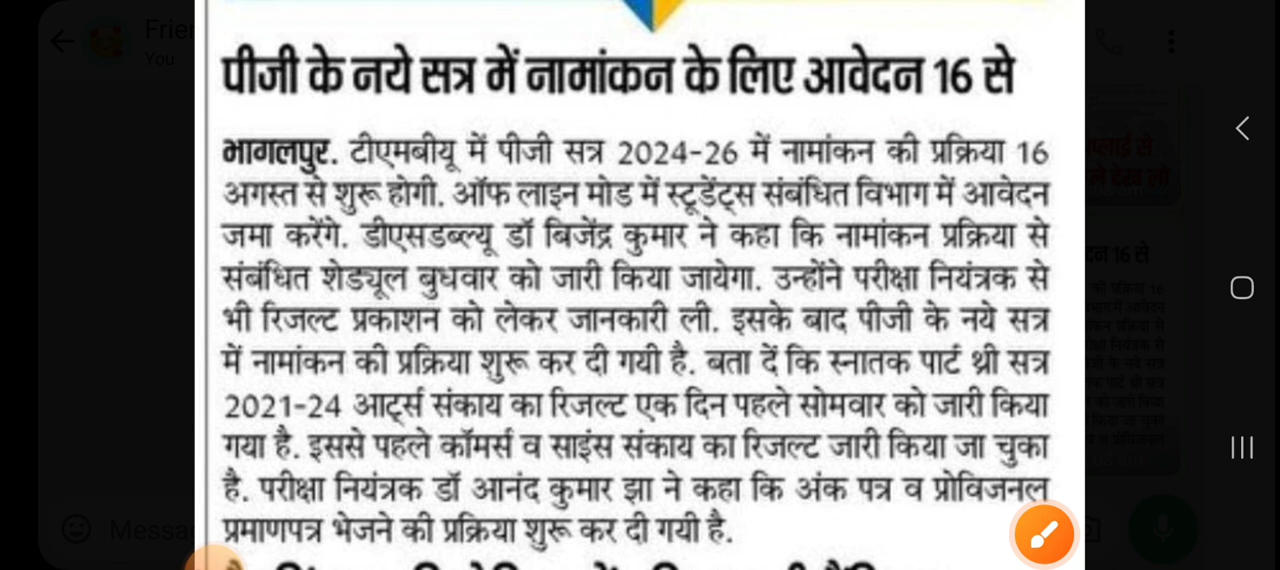 पीजी के नये सत्र में नामांकन के लिए आवेदन 16 से
भागलपुर. टीएमबीयू में पीजी सत्र 2024-26 में नामांकन की प्रक्रिया 16
अगस्त से शुरू होगी. ऑफ लाइन मोड में स्टूडेंट्स संबंधित विभाग में आवेदन
जमा करेंगे. डीएसडब्ल्यू डॉ बिजेंद्र कुमार ने कहा कि नामांकन प्रक्रिया से
संबंधित शेड्यूल बुधवार को जारी किया जायेगा. उन्होंने परीक्षा नियंत्रक से
भी रिजल्ट प्रकाशन को लेकर जानकारी ली. इसके बाद पीजी के नये सत्र
में नामांकन की प्रक्रिया शुरू कर दी गयी है. बता दें कि स्नातक पार्ट थ्री सत्र
2021-24 आर्ट्स संकाय का रिजल्ट एक दिन पहले सोमवार को जारी किया
गया है. इससे पहले कॉमर्स व साइंस संकाय का रिजल्ट जारी किया जा चुका
है. परीक्षा नियंत्रक डॉ आनंद कुमार झा ने कहा कि अंक पत्र व प्रोविजनल
प्रमाणपत्र भेजने की प्रक्रिया शुरू कर दी गयी है.
You